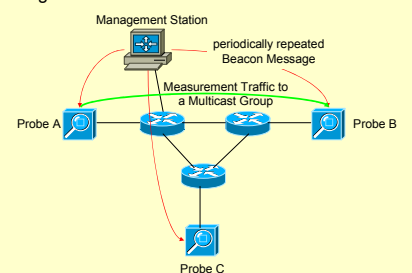 Management Station
periodically repeated
Beacon Message
Measurement Traffic to
a Multicast Group
Probe A
Probe B
Probe C